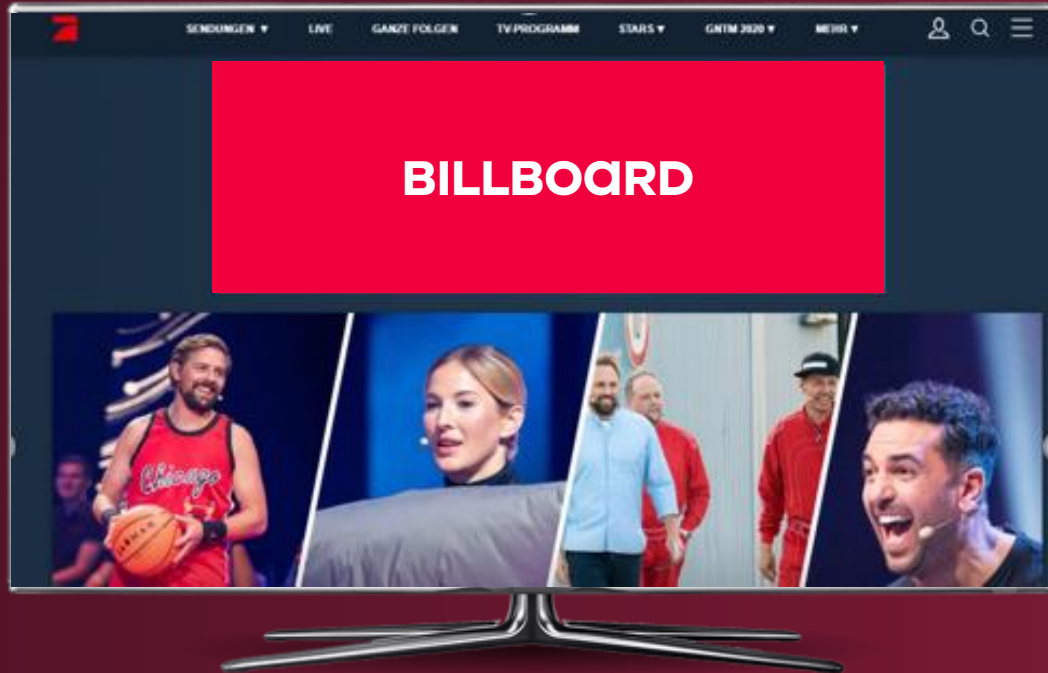 SENDUNGEN ▼ LIVE GANZE FOLGEN TV-PROGRAMM STARS ▼ GNTM 2020 ▼ MEHR ▼
BILLBOARD
Chicago